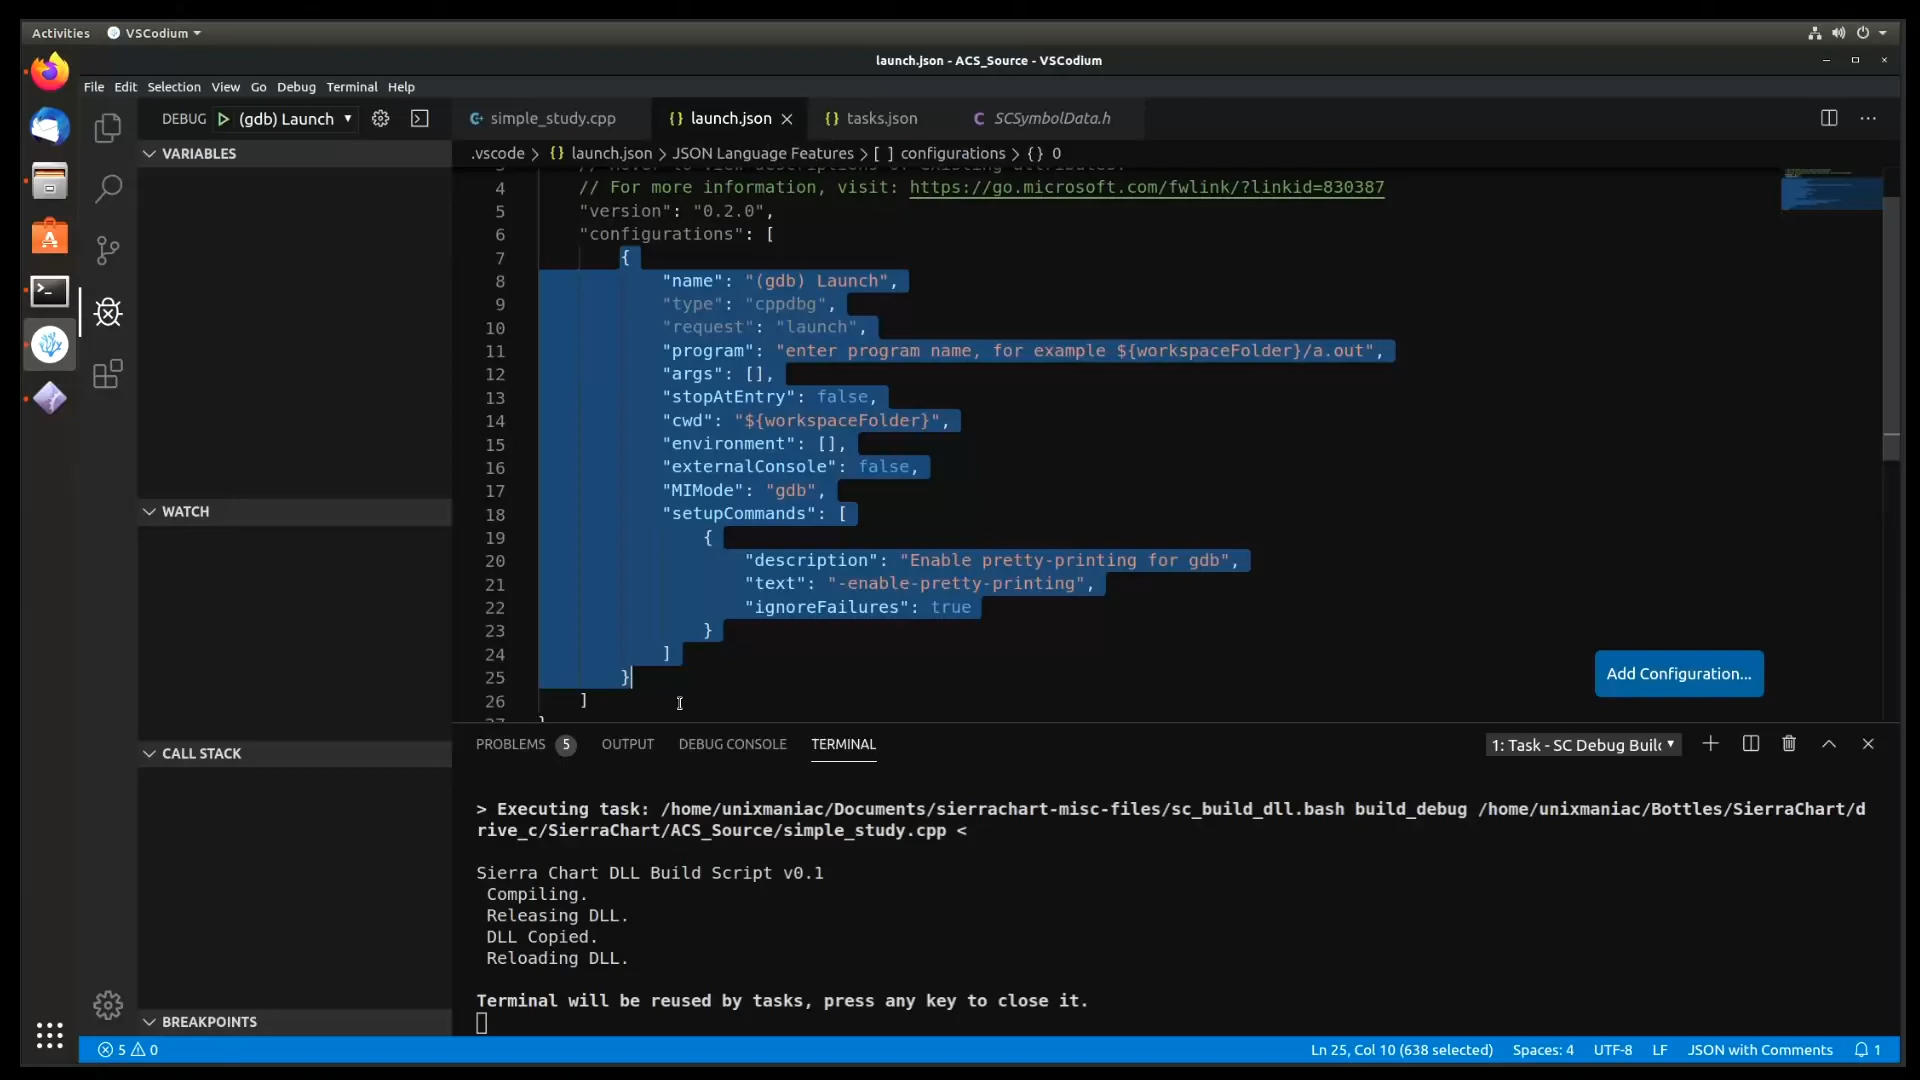 Activities VSCodium
launch.json - ACS_Source - VSCodium
File Edit Selection View Go Debug Terminal Help
DEBUG (gdb) Launch
simple_study.cpp {} launch.json {} tasks.json C SCSymbolData.h
.vscode > {} launch.json > JSON Language Features > [ ] configurations > {} 0
VARIABLES
WATCH
CALL STACK
BREAKPOINTS
4 // For more information, visit: https://go.microsoft.com/fwlink/?linkid=830387
5 "version": "0.2.0",
6 "configurations": [
7 {
8 "name": "(gdb) Launch",
9 "type": "cppdbg",
10 "request": "launch",
11 "program": "enter program name, for example ${workspaceFolder}/a.out",
12 "args": [],
13 "stopAtEntry": false,
14 "cwd": "${workspaceFolder}",
15 "environment": [],
16 "externalConsole": false,
17 "MIMode": "gdb",
18 "setupCommands": [
19 {
20 "description": "Enable pretty-printing for gdb",
21 "text": "-enable-pretty-printing",
22 "ignoreFailures": true
23 }
24 ]
25 }
26 ]
Add Configuration...
PROBLEMS 5 OUTPUT DEBUG CONSOLE TERMINAL 1: Task - SC Debug Builc
> Executing task: /home/unixmaniac/Documents/sierrachart-misc-files/sc_build_dll.bash build_debug /home/unixmaniac/Bottles/SierraChart/d
rive_c/SierraChart/ACS_Source/simple_study.cpp <
Sierra Chart DLL Build Script v0.1
Compiling.
Releasing DLL.
DLL Copied.
Reloading DLL.
Terminal will be reused by tasks, press any key to close it.
5 0 Ln 25, Col 10 (638 selected) Spaces: 4 UTF-8 LF JSON with Comments 1